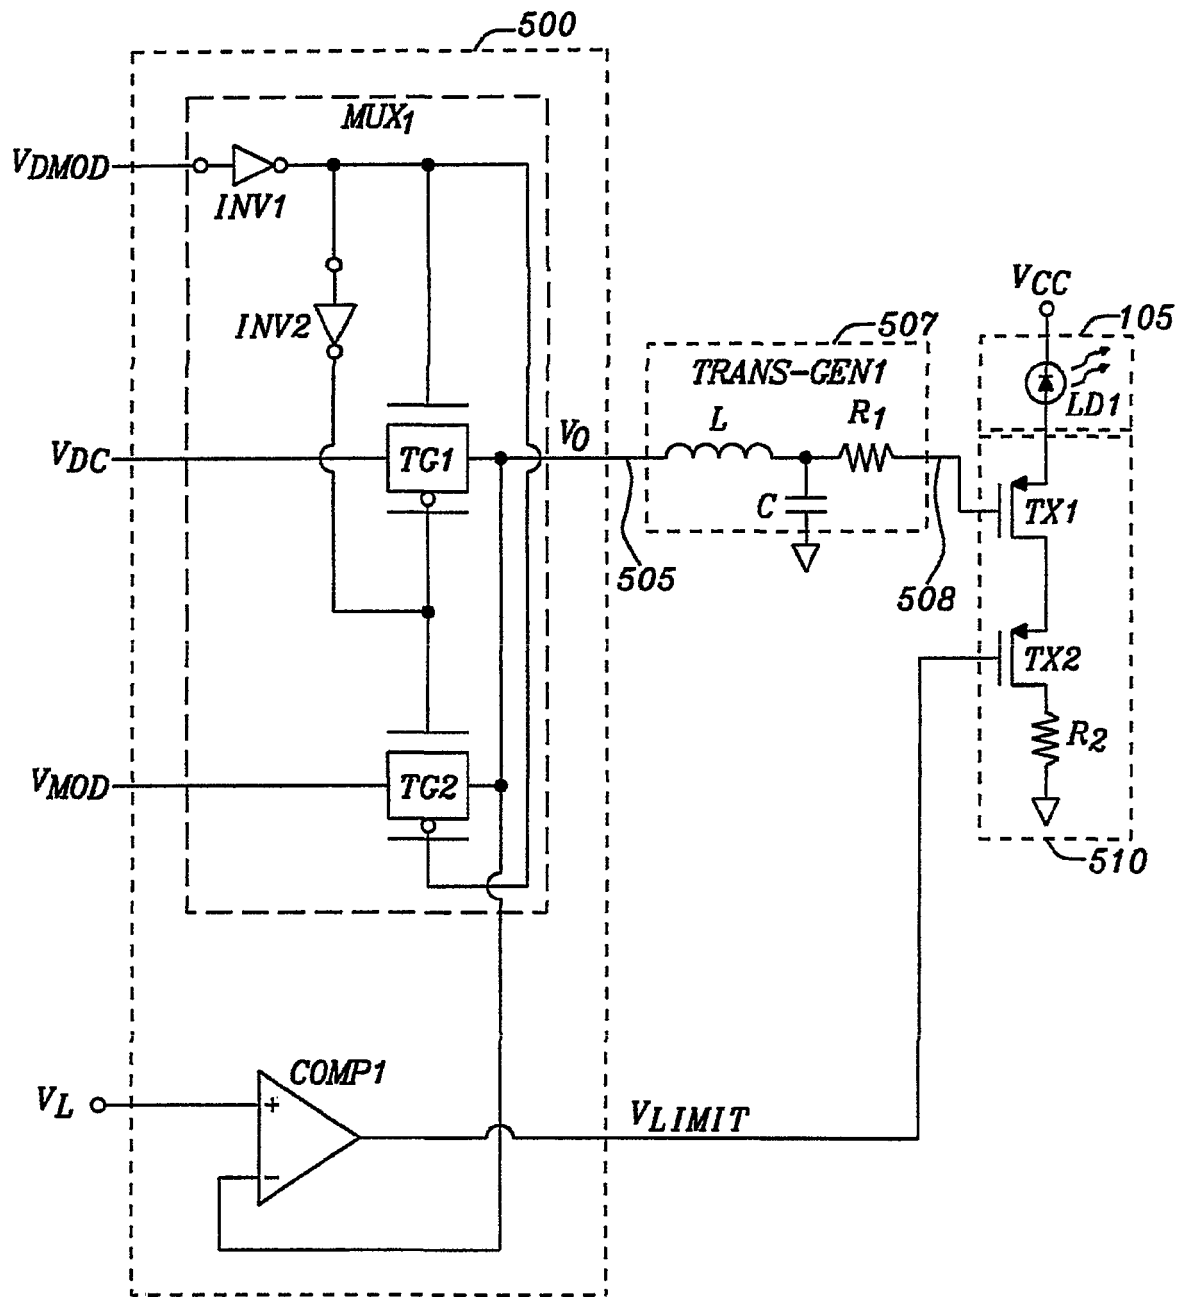 500
MUX1
VDMOD
INV1
INV2
VCC
507
105
TRANS-GEN1
LD1
L
R1
VDC
TG1
VO
C
TX1
505
508
TX2
R2
VMOD
TG2
510
COMP1
VL
+
VLIMIT
−